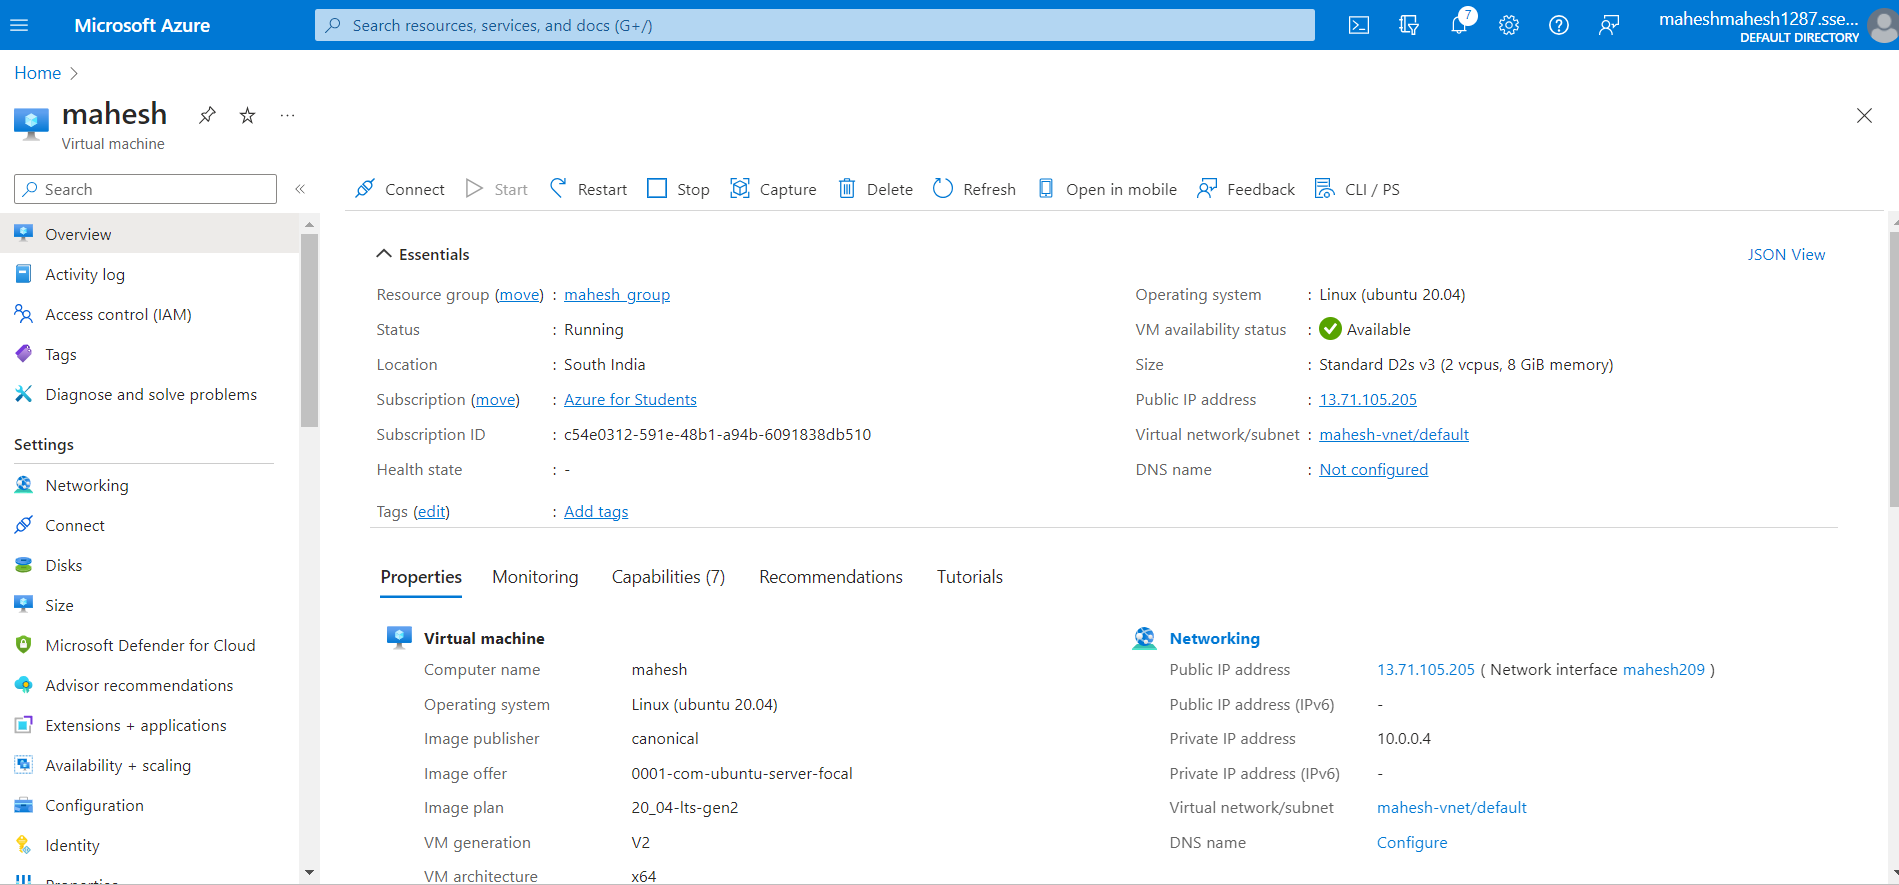 Microsoft Azure
Search resources, services, and docs (G+/)
7
maheshmahesh1287.sse...
DEFAULT DIRECTORY
Home
mahesh
...
Virtual machine
Search
«
Connect Start Restart Stop Capture Delete Refresh Open in mobile Feedback CLI / PS
Overview
Activity log
Access control (IAM)
Tags
Diagnose and solve problems
Settings
Networking
Connect
Disks
Size
Microsoft Defender for Cloud
Advisor recommendations
Extensions + applications
Availability + scaling
Configuration
Identity
Properties
Essentials
JSON View
Resource group (move) : mahesh_group
Status : Running
Location : South India
Subscription (move) : Azure for Students
Subscription ID : c54e0312-591e-48b1-a94b-6091838db510
Health state : -
Tags (edit) : Add tags
Operating system : Linux (ubuntu 20.04)
VM availability status : Available
Size : Standard D2s v3 (2 vcpus, 8 GiB memory)
Public IP address : 13.71.105.205
Virtual network/subnet : mahesh-vnet/default
DNS name : Not configured
Properties Monitoring Capabilities (7) Recommendations Tutorials
Virtual machine
Computer name mahesh
Operating system Linux (ubuntu 20.04)
Image publisher canonical
Image offer 0001-com-ubuntu-server-focal
Image plan 20_04-lts-gen2
VM generation V2
VM architecture x64
Networking
Public IP address 13.71.105.205 ( Network interface mahesh209 )
Public IP address (IPv6) -
Private IP address 10.0.0.4
Private IP address (IPv6) -
Virtual network/subnet mahesh-vnet/default
DNS name Configure